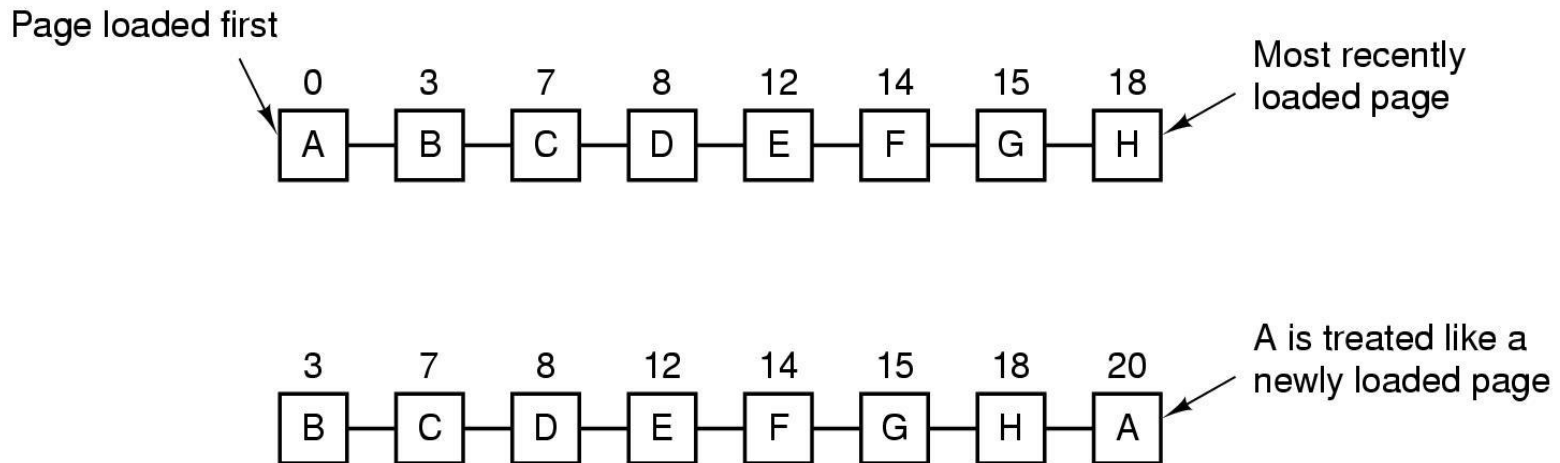 Page loaded first
Most recently
loaded page
0 3 7 8 12 14 15 18
A B C D E F G H
A is treated like a
newly loaded page
3 7 8 12 14 15 18 20
B C D E F G H A